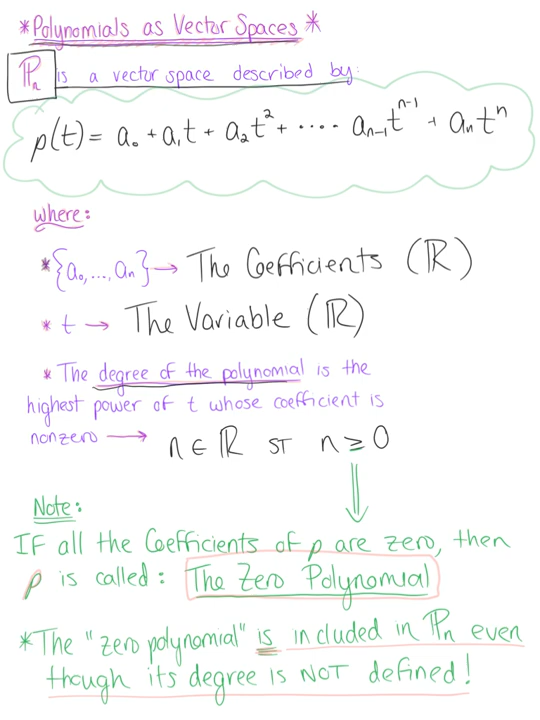 *Polynomials as Vector Spaces*
ℙₙ is a vector space described by:
p(t) = a₀ + a₁t + a₂t² + ···· aₙ₋₁tⁿ⁻¹ + aₙtⁿ
where:
*{a₀,...,aₙ} → The Coefficients (ℝ)
* t → The Variable (ℝ)
* The degree of the polynomial is the
highest power of t whose coefficient is
nonzero → n ∈ ℝ ST n ≥ 0
⇓
Note:
IF all the Coefficients of p are zero, then
p is called: The Zero Polynomial
*The "zero polynomial" is included in ℙₙ even
though its degree is NOT defined!